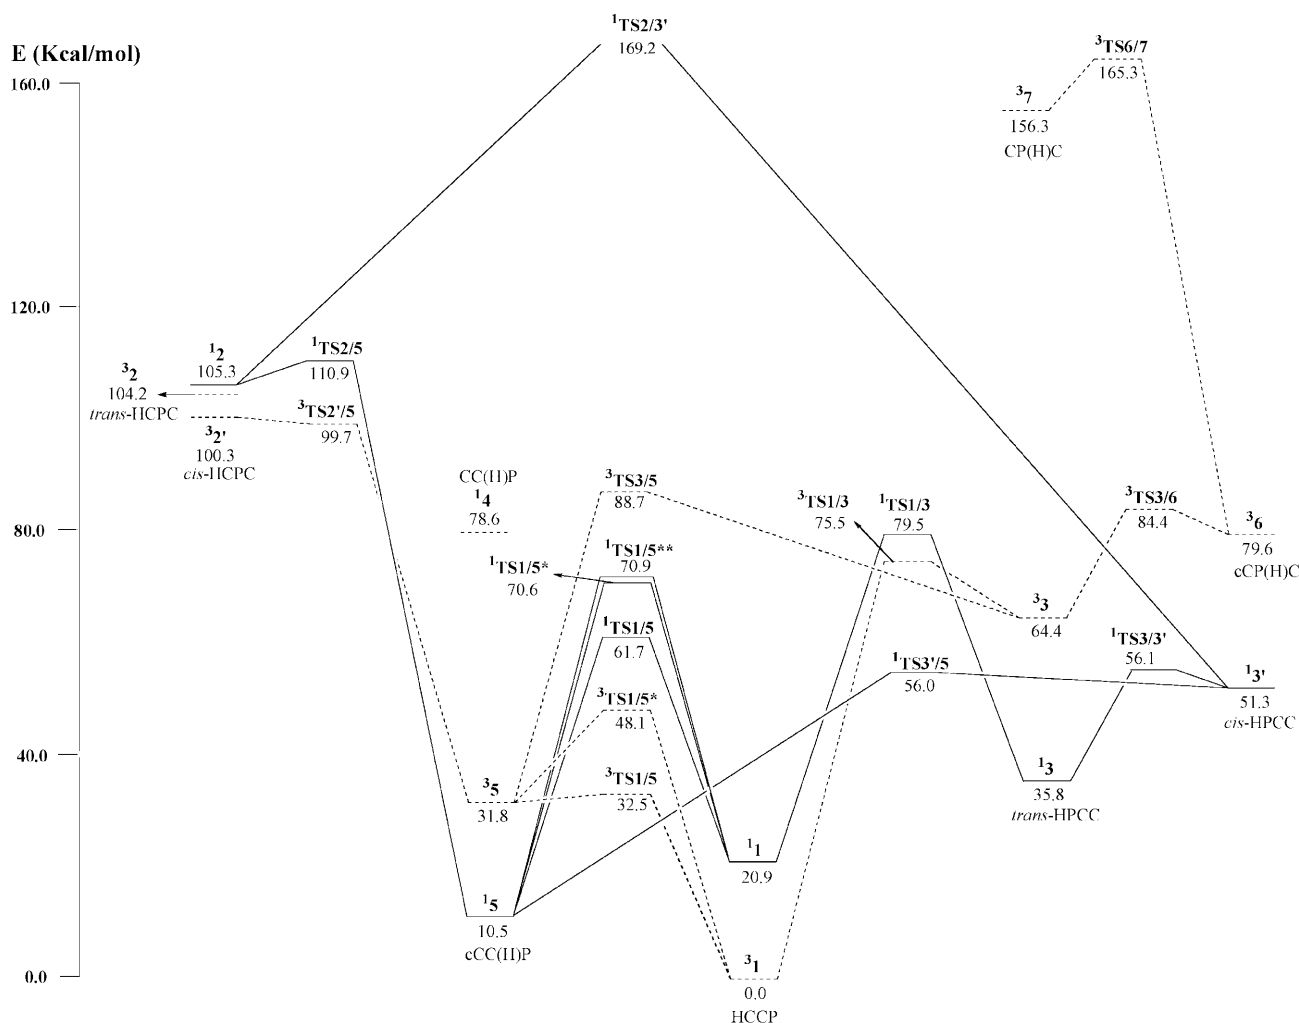 ¹TS2/3'
169.2
E (Kcal/mol)
³TS6/7
165.3
160.0
³7
156.3
CP(H)C
120.0
¹2
105.3
¹TS2/5
110.9
³2
104.2
trans-HCPC
³TS2'/5
99.7
³2'
100.3
cis-HCPC
CC(H)P
¹4
78.6
³TS3/5
88.7
³TS1/3
75.5
¹TS1/3
79.5
³TS3/6
84.4
80.0
³6
79.6
cCP(H)C
¹TS1/5**
70.9
¹TS1/5*
70.6
³3
64.4
¹TS1/5
61.7
¹TS3'/5
56.0
¹TS3/3'
56.1
¹3'
51.3
cis-HPCC
³TS1/5*
48.1
40.0
¹3
35.8
trans-HPCC
³5
31.8
³TS1/5
32.5
¹1
20.9
¹5
10.5
cCC(H)P
0.0
³1
0.0
HCCP